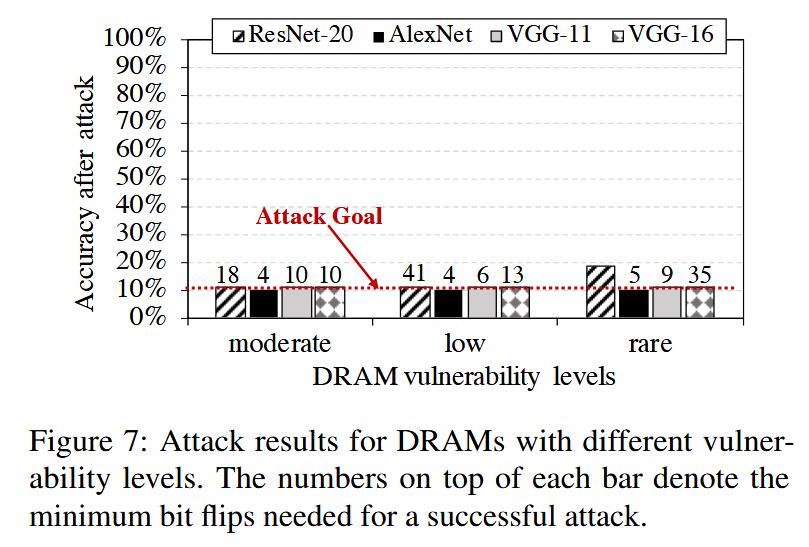 ResNet-20 AlexNet VGG-11 VGG-16
100%
90%
80%
70%
60%
50%
40%
30%
20%
10%
0%
Accuracy after attack
Attack Goal
18 4 10 10 41 4 6 13 5 9 35
moderate low rare
DRAM vulnerability levels
Figure 7: Attack results for DRAMs with different vulner-
ability levels. The numbers on top of each bar denote the
minimum bit flips needed for a successful attack.